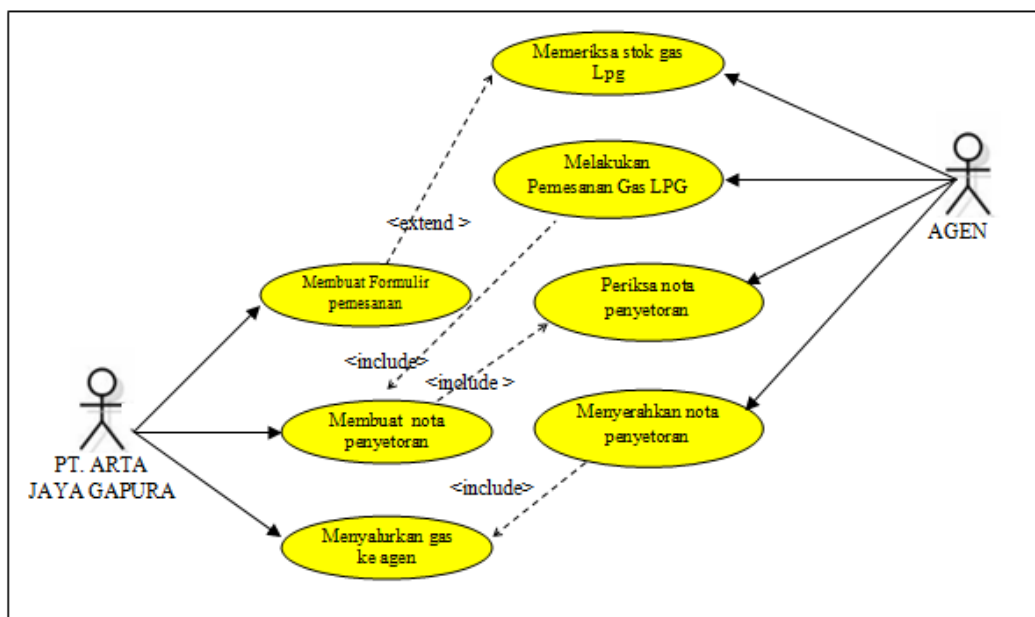 Memeriksa stok gas
Lpg
Melakukan
Pemesanan Gas LPG
AGEN
<extend >
Membuat Formulir
pemesanan
Periksa nota
penyetoran
<include>
<include >
Membuat nota
penyetoran
Menyerahkan nota
penyetoran
PT. ARTA
JAYA GAPURA
<include>
Menyalurkan gas
ke agen